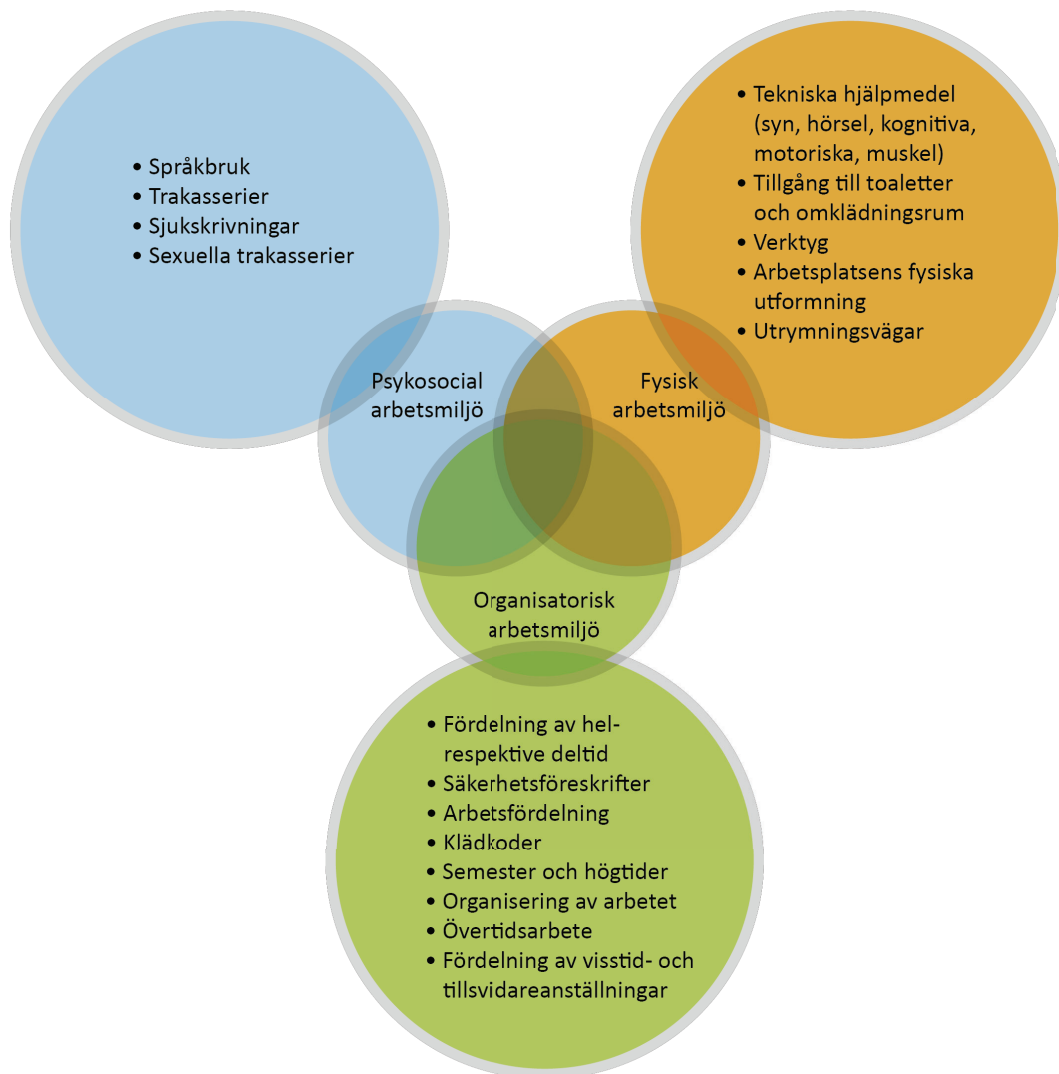 • Språkbruk
• Trakasserier
• Sjukskrivningar
• Sexuella trakasserier
• Tekniska hjälpmedel
(syn, hörsel, kognitiva,
motoriska, muskel)
• Tillgång till toaletter
och omklädningsrum
• Verktyg
• Arbetsplatsens fysiska
utformning
• Utrymningsvägar
Psykosocial
arbetsmiljö
Fysisk
arbetsmiljö
Organisatorisk
arbetsmiljö
• Fördelning av hel-
respektive deltid
• Säkerhetsföreskrifter
• Arbetsfördelning
• Klädkoder
• Semester och högtider
• Organisering av arbetet
• Övertidsarbete
• Fördelning av visstid- och
tillsvidareanställningar